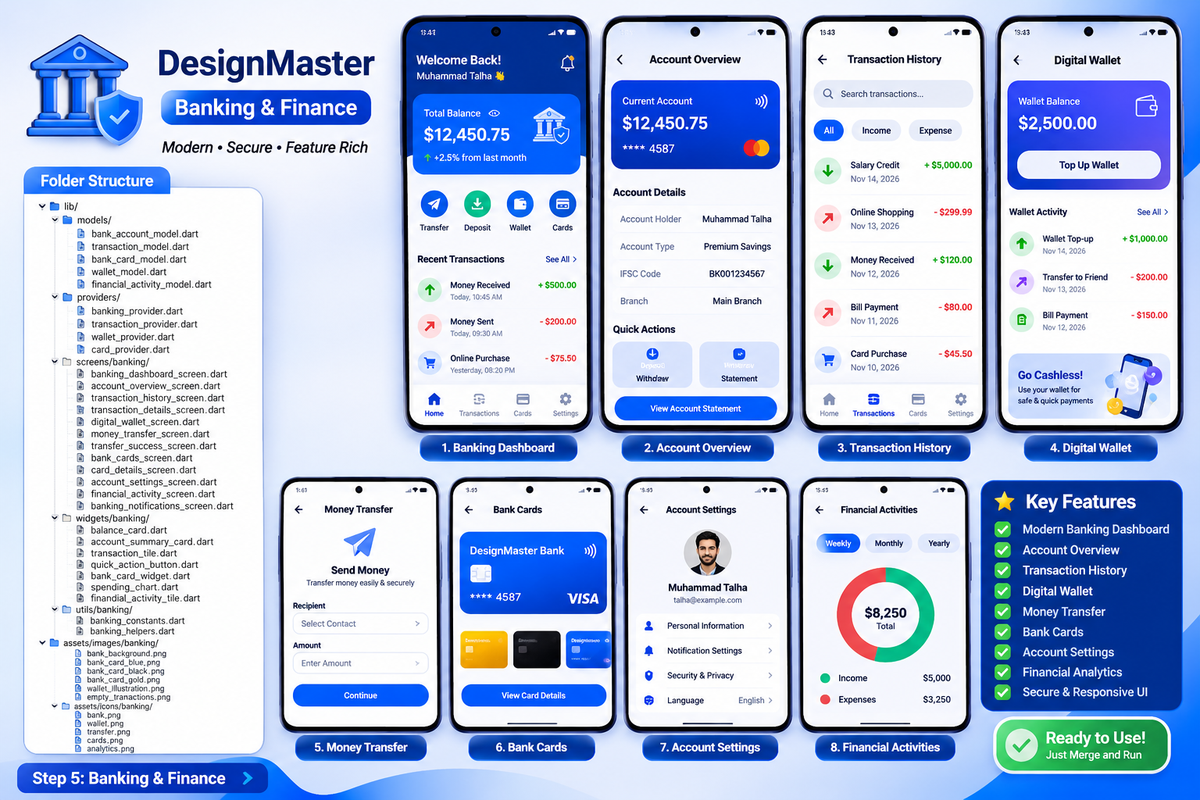 DesignMaster
Banking & Finance
Modern • Secure • Feature Rich
Folder Structure
lib/
models/
bank_account_model.dart
transaction_model.dart
bank_card_model.dart
wallet_model.dart
financial_activity_model.dart
providers/
banking_provider.dart
transaction_provider.dart
wallet_provider.dart
card_provider.dart
screens/banking/
banking_dashboard_screen.dart
account_overview_screen.dart
transaction_history_screen.dart
transaction_details_screen.dart
digital_wallet_screen.dart
money_transfer_screen.dart
transfer_success_screen.dart
bank_cards_screen.dart
card_details_screen.dart
account_settings_screen.dart
financial_activity_screen.dart
banking_notifications_screen.dart
widgets/banking/
balance_card.dart
account_summary_card.dart
transaction_tile.dart
quick_action_button.dart
bank_card_widget.dart
spending_chart.dart
utils/banking/
banking_constants.dart
banking_helpers.dart
assets/images/banking/
bank_background.png
bank_card_blue.png
bank_card_black.png
bank_card_gold.png
wallet_illustration.png
assets/icons/banking/
wallet.png
transfer.png
cards.png
analytics.png
Step 5: Banking & Finance
Welcome Back!
Muhammad Talha 👋
Total Balance
$12,450.75
+2.5% from last month
Transfer
Deposit
Wallet
Cards
Recent Transactions
See All >
Money Received
+ $500.00
Today, 10:45 AM
Money Sent
- $200.00
Today, 09:30 AM
Online Purchase
- $75.50
Yesterday, 08:20 PM
Home
Transactions
Cards
Settings
1. Banking Dashboard
Account Overview
Current Account
$12,450.75
**** 4587
Account Details
Account Holder
Muhammad Talha
Account Type
Premium Savings
IFSC Code
BK001234567
Branch
Main Branch
Quick Actions
Statement
View Account Statement
2. Account Overview
Transaction History
Search transactions...
All
Income
Expense
Salary Credit
+ $5,000.00
Nov 14, 2026
Online Shopping
- $299.99
Nov 13, 2026
Money Received
+ $120.00
Nov 12, 2026
Bill Payment
- $80.00
Nov 11, 2026
Card Purchase
- $45.50
Nov 10, 2026
Home
Transactions
Cards
Settings
3. Transaction History
Digital Wallet
Wallet Balance
$2,500.00
Top Up Wallet
Wallet Activity
See All >
Wallet Top-up
+ $1,000.00
Nov 14, 2026
Transfer to Friend
- $200.00
Nov 13, 2026
Bill Payment
- $150.00
Nov 12, 2026
Go Cashless!
Use your wallet for
safe & quick payments
4. Digital Wallet
Money Transfer
Send Money
Transfer money easily & securely
Recipient
Select Contact
Amount
Enter Amount
Continue
5. Money Transfer
Bank Cards
DesignMaster Bank
**** 4587
VISA
View Card Details
6. Bank Cards
Account Settings
Muhammad Talha
talha@example.com
Personal Information
Notification Settings
Security & Privacy
Language
English
7. Account Settings
Financial Activities
Weekly
Monthly
Yearly
$8,250
Total
Income
$5,000
Expenses
$3,250
8. Financial Activities
Key Features
Modern Banking Dashboard
Account Overview
Transaction History
Digital Wallet
Money Transfer
Bank Cards
Account Settings
Financial Analytics
Secure & Responsive UI
Ready to Use!
Just Merge and Run